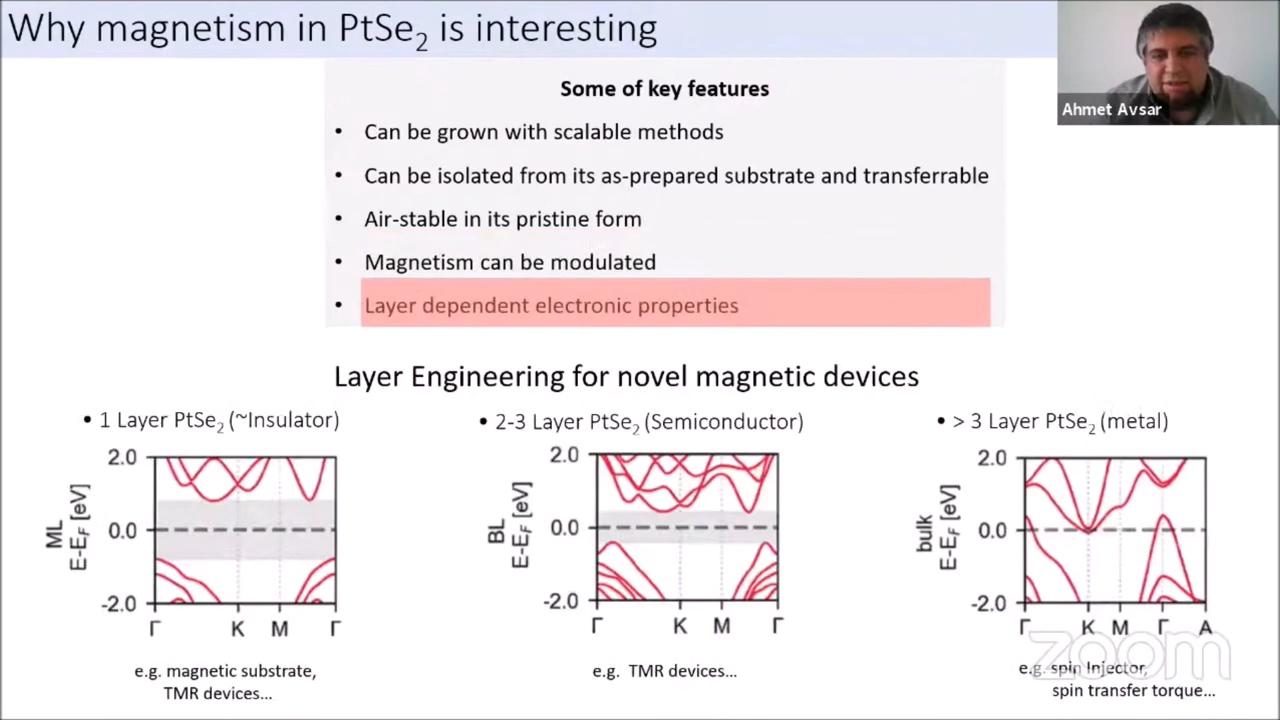 Why magnetism in PtSe2 is interesting
Ahmet Avsar
Some of key features
• Can be grown with scalable methods
• Can be isolated from its as-prepared substrate and transferrable
• Air-stable in its pristine form
• Magnetism can be modulated
• Layer dependent electronic properties
Layer Engineering for novel magnetic devices
• 1 Layer PtSe2 (~Insulator)
ML
E-EF [eV]
2.0
0.0
-2.0
Γ K M Γ
e.g. magnetic substrate,
TMR devices…
• 2-3 Layer PtSe2 (Semiconductor)
BL
E-EF [eV]
2.0
0.0
-2.0
Γ K M Γ
e.g. TMR devices…
• > 3 Layer PtSe2 (metal)
bulk
E-EF [eV]
2.0
0.0
-2.0
Γ K M Γ A
e.g. spin Injector,
spin transfer torque…
zoom